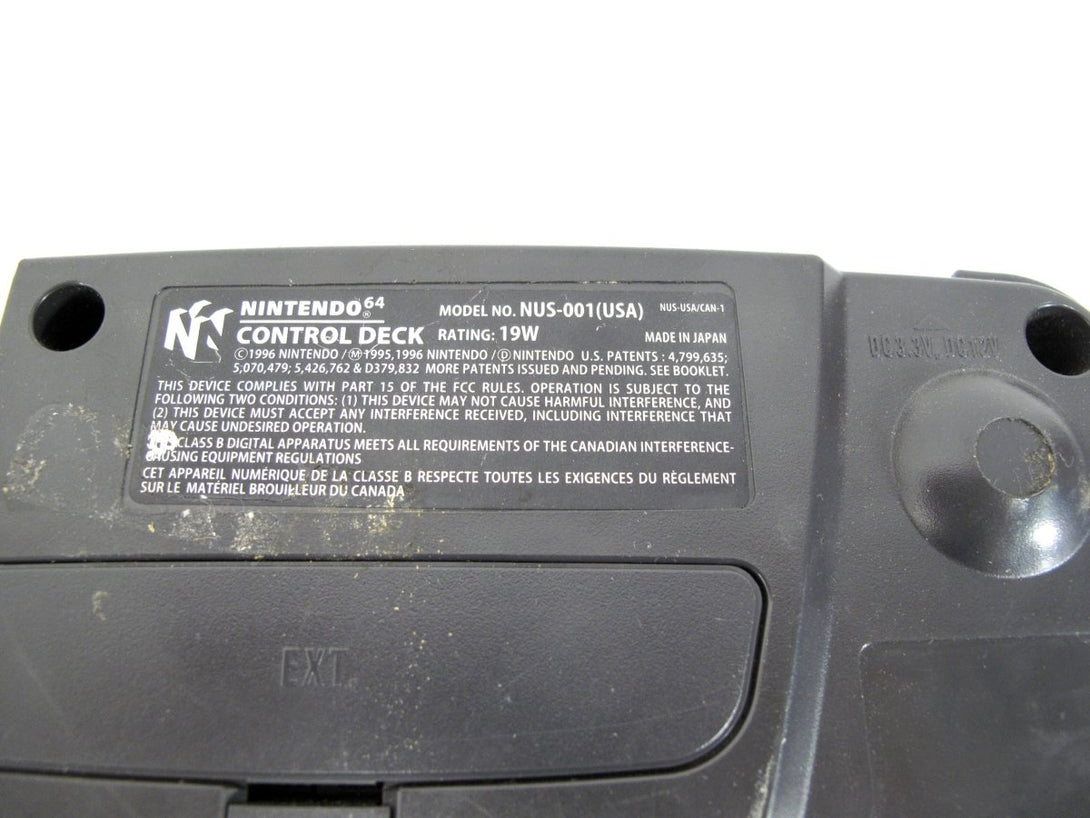 NINTENDO 64 ®
CONTROL DECK
MODEL NO. NUS-001(USA)
NUS-USA/CAN-1
RATING: 19W
MADE IN JAPAN
©1996 NINTENDO/Ⓜ1995,1996 NINTENDO/Ⓟ NINTENDO U.S. PATENTS : 4,799,635;
5,070,479; 5,426,762 & D379,832 MORE PATENTS ISSUED AND PENDING. SEE BOOKLET.
THIS DEVICE COMPLIES WITH PART 15 OF THE FCC RULES. OPERATION IS SUBJECT TO THE
FOLLOWING TWO CONDITIONS: (1) THIS DEVICE MAY NOT CAUSE HARMFUL INTERFERENCE, AND
(2) THIS DEVICE MUST ACCEPT ANY INTERFERENCE RECEIVED, INCLUDING INTERFERENCE THAT
MAY CAUSE UNDESIRED OPERATION.
CLASS B DIGITAL APPARATUS MEETS ALL REQUIREMENTS OF THE CANADIAN INTERFERENCE-
CAUSING EQUIPMENT REGULATIONS
CET APPAREIL NUMÉRIQUE DE LA CLASSE B RESPECTE TOUTES LES EXIGENCES DU RÈGLEMENT
SUR LE MATÉRIEL BROUILLEUR DU CANADA
DC3.3V, DC12V
EXT.